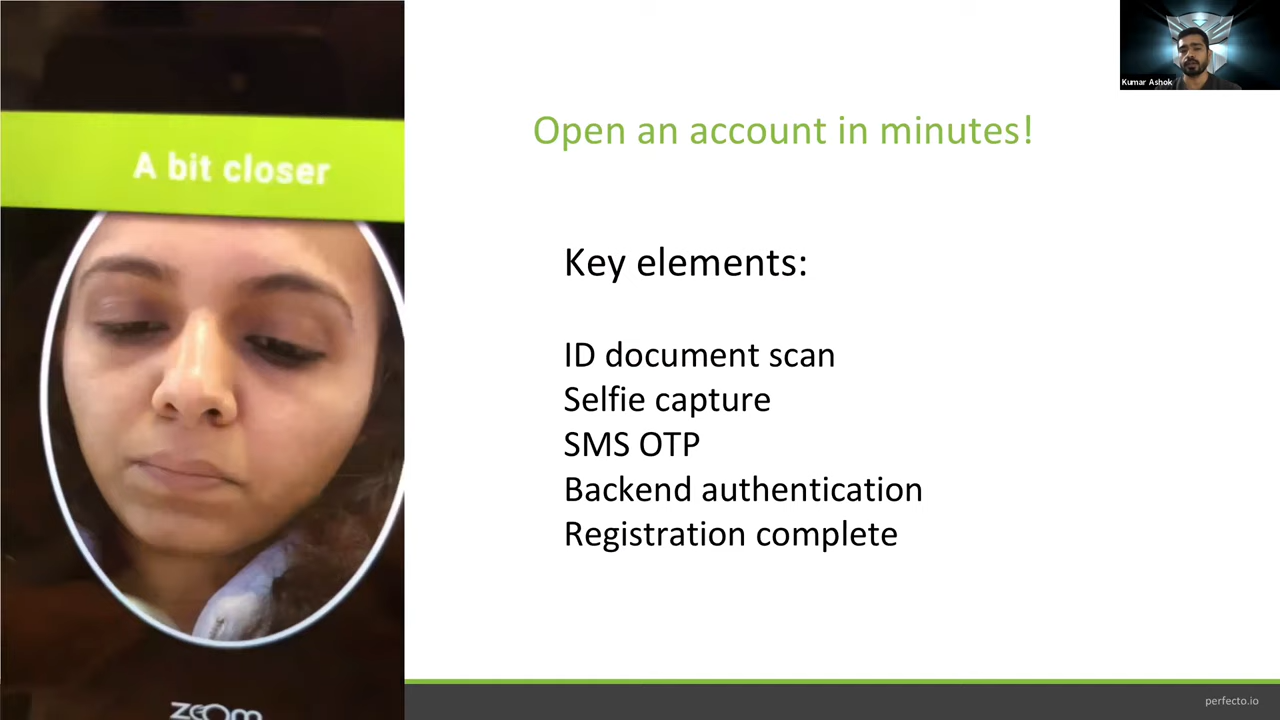 Kumar Ashok
Open an account in minutes!
A bit closer
Key elements:
ID document scan
Selfie capture
SMS OTP
Backend authentication
Registration complete
perfecto.io
zoom